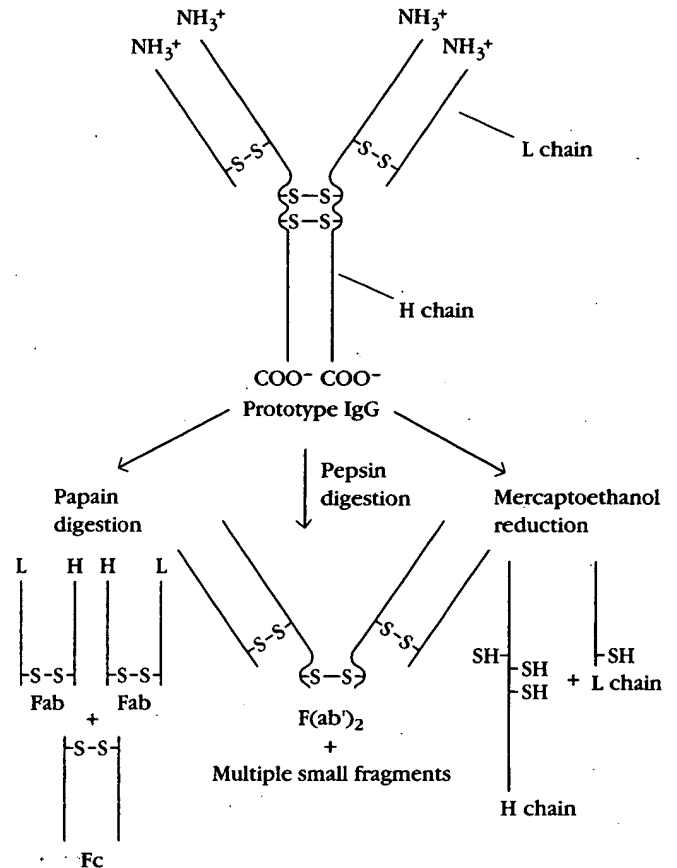 NH3+
NH3+
NH3+
NH3+
S-S
S-S
L chain
S-S
S-S
H chain
COO- COO-
Prototype IgG
Papain
digestion
Pepsin
digestion
Mercaptoethanol
reduction
L H H L
S-S
S-S
Fab Fab
+
S-S
Fc
S-S
S-S
S-S
F(ab')2
+
Multiple small fragments
SH
SH
SH
H chain
+
SH
L chain